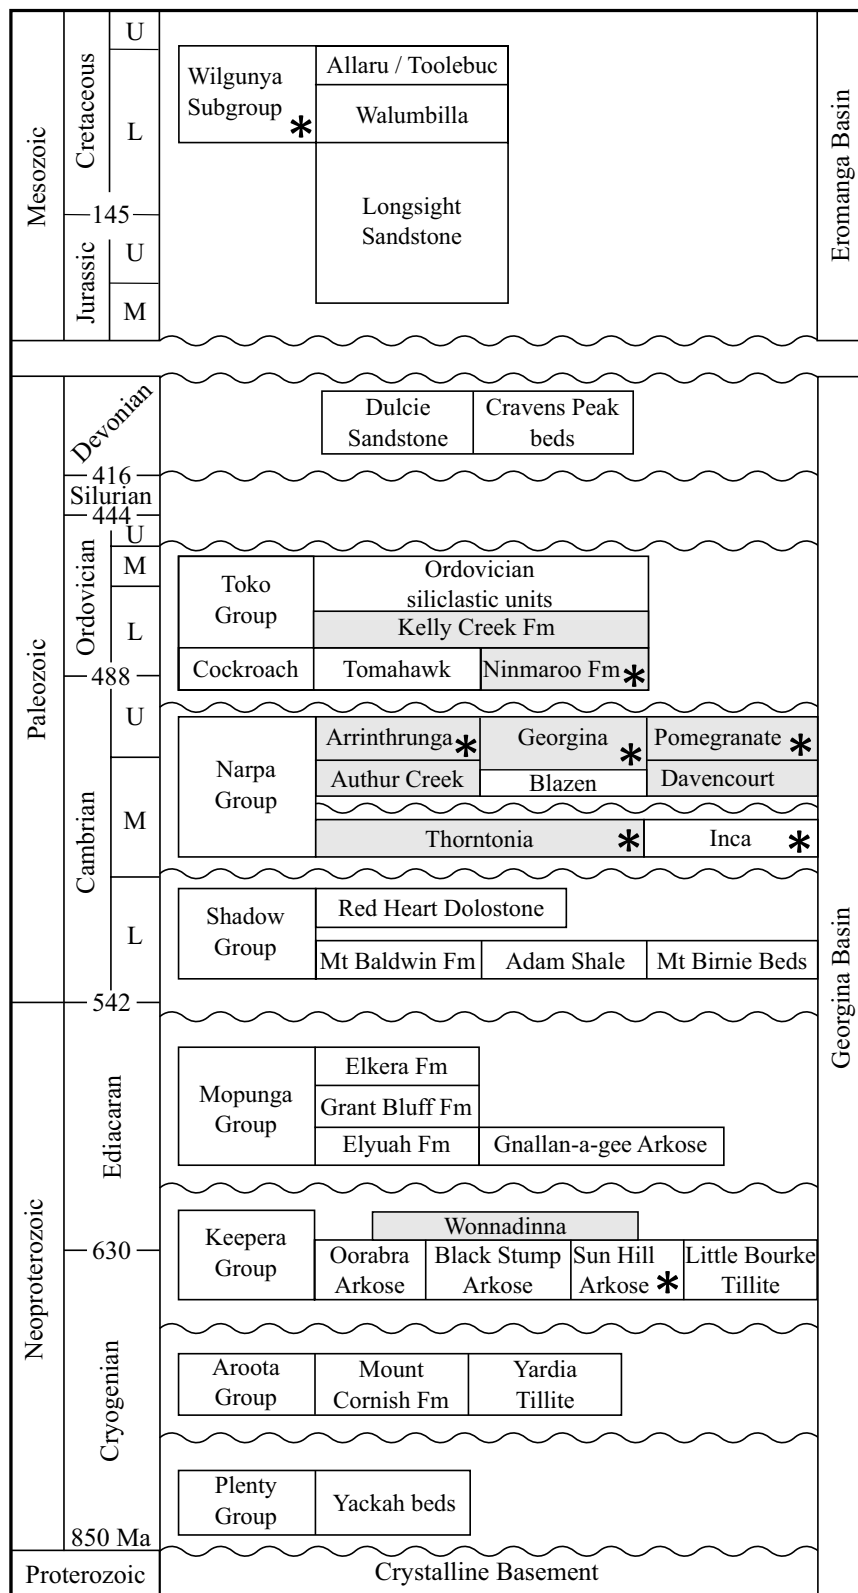 Mesozoic
Cretaceous
U
L
145
Jurassic
U
M
Wilgunya
Subgroup *
Allaru / Toolebuc
Walumbilla
Longsight
Sandstone
Eromanga Basin
Paleozoic
Devonian
Dulcie
Sandstone
Cravens Peak
beds
416
Silurian
444
Ordovician
U
M
L
488
Toko
Group
Ordovician
siliclastic units
Kelly Creek Fm
Cockroach
Tomahawk
Ninmaroo Fm *
Cambrian
U
M
L
542
Narpa
Group
Arrinthrunga *
Georgina *
Pomegranate *
Authur Creek
Blazen
Davencourt
Thorntonia *
Inca *
Shadow
Group
Red Heart Dolostone
Mt Baldwin Fm
Adam Shale
Mt Birnie Beds
Georgina Basin
Neoproterozoic
Ediacaran
Mopunga
Group
Elkera Fm
Grant Bluff Fm
Elyuah Fm
Gnallan-a-gee Arkose
630
Keepera
Group
Wonnadinna
Oorabra
Arkose
Black Stump
Arkose
Sun Hill
Arkose *
Little Bourke
Tillite
Cryogenian
Aroota
Group
Mount
Cornish Fm
Yardia
Tillite
Plenty
Group
Yackah beds
850 Ma
Proterozoic
Crystalline Basement